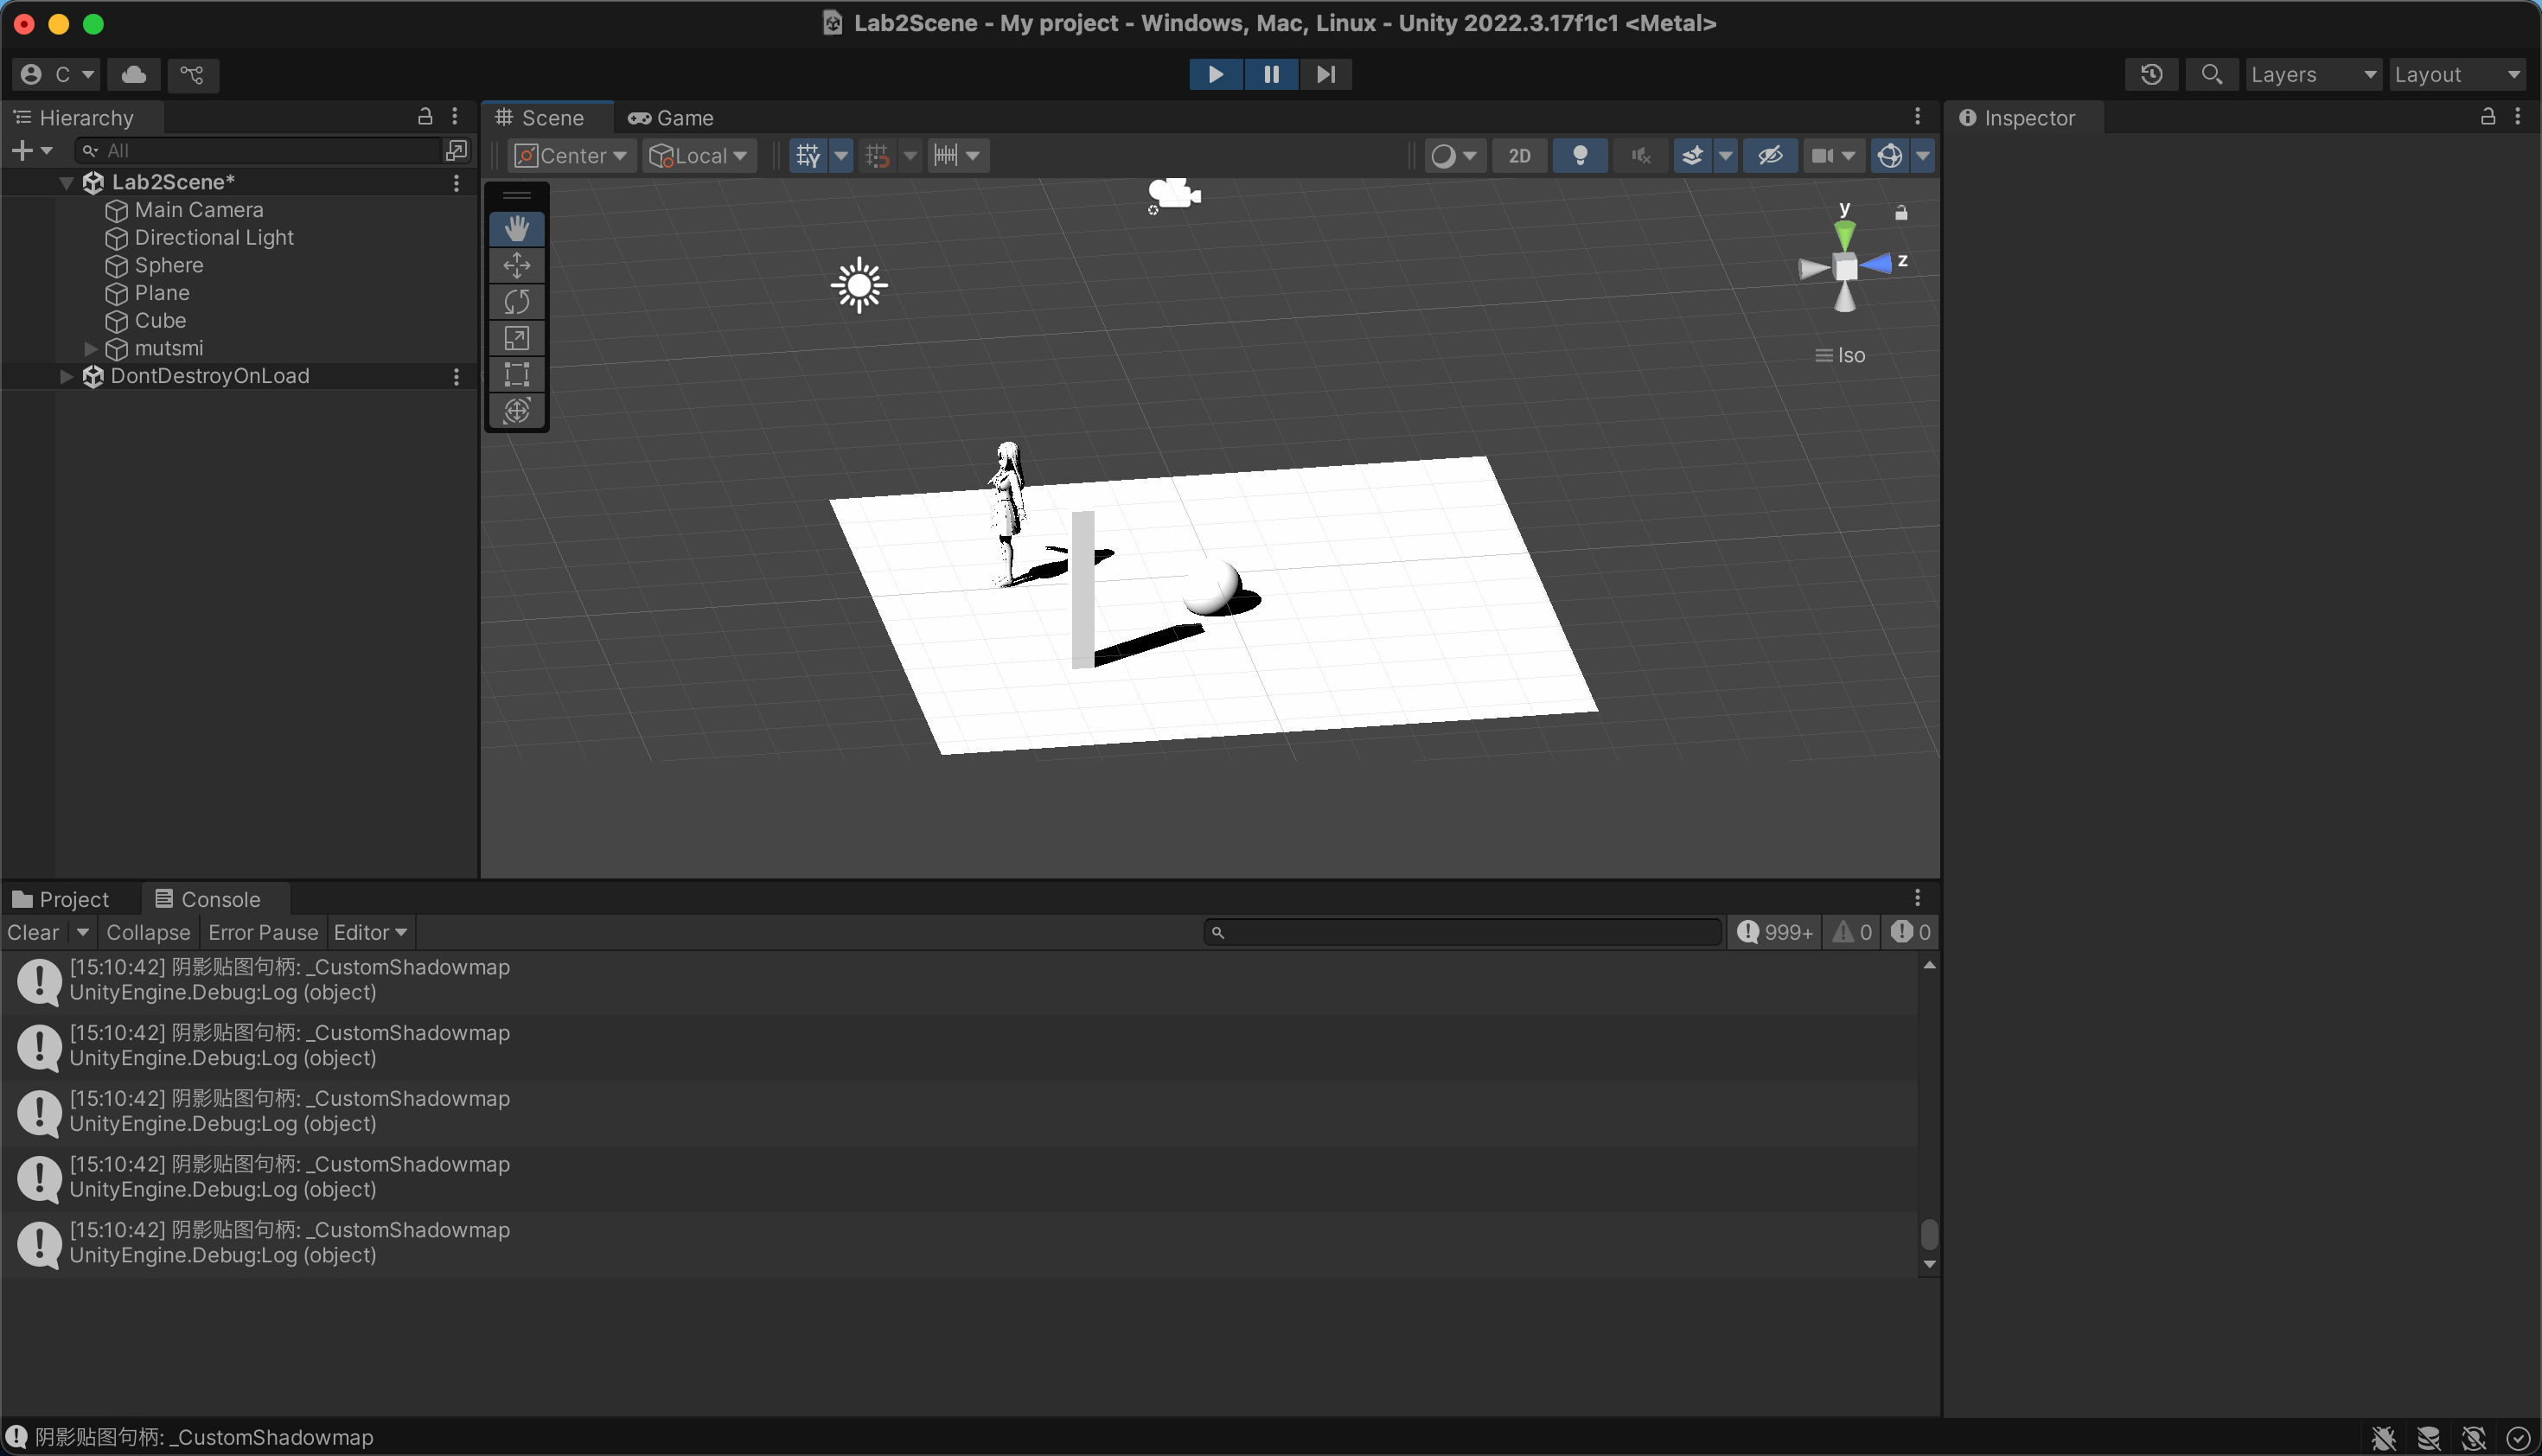 Lab2Scene - My project - Windows, Mac, Linux - Unity 2022.3.17f1c1 <Metal>
C
Layers
Layout
Hierarchy
All
Lab2Scene*
Main Camera
Directional Light
Sphere
Plane
Cube
mutsmi
DontDestroyOnLoad
Scene
Game
Center
Local
2D
y
z
Iso
Inspector
Project
Console
Clear
Collapse
Error Pause
Editor
999+
0
0
[15:10:42] 阴影贴图句柄: _CustomShadowmap
UnityEngine.Debug:Log (object)
[15:10:42] 阴影贴图句柄: _CustomShadowmap
UnityEngine.Debug:Log (object)
[15:10:42] 阴影贴图句柄: _CustomShadowmap
UnityEngine.Debug:Log (object)
[15:10:42] 阴影贴图句柄: _CustomShadowmap
UnityEngine.Debug:Log (object)
[15:10:42] 阴影贴图句柄: _CustomShadowmap
UnityEngine.Debug:Log (object)
阴影贴图句柄: _CustomShadowmap